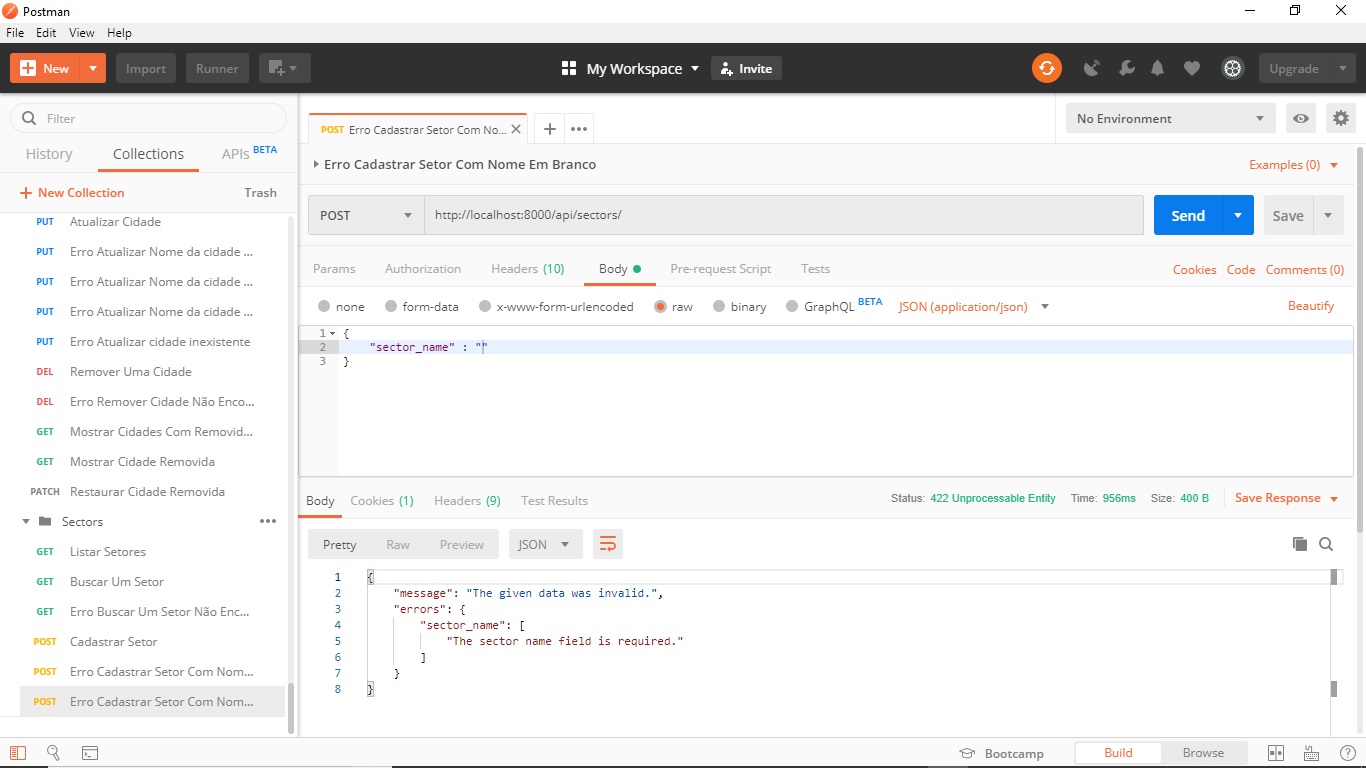 Postman
File Edit View Help
New Import Runner My Workspace Invite Upgrade
Filter
History Collections APIs BETA
New Collection Trash
PUT Atualizar Cidade
PUT Erro Atualizar Nome da cidade ...
PUT Erro Atualizar Nome da cidade ...
PUT Erro Atualizar Nome da cidade ...
PUT Erro Atualizar cidade inexistente
DEL Remover Uma Cidade
DEL Erro Remover Cidade Não Enco...
GET Mostrar Cidades Com Removid...
GET Mostrar Cidade Removida
PATCH Restaurar Cidade Removida
Sectors
GET Listar Setores
GET Buscar Um Setor
GET Erro Buscar Um Setor Não Enc...
POST Cadastrar Setor
POST Erro Cadastrar Setor Com Nom...
POST Erro Cadastrar Setor Com Nom...
POST Erro Cadastrar Setor Com No...
No Environment
Erro Cadastrar Setor Com Nome Em Branco
Examples (0)
POST http://localhost:8000/api/sectors/ Send Save
Params Authorization Headers (10) Body Pre-request Script Tests Cookies Code Comments (0)
none form-data x-www-form-urlencoded raw binary GraphQL BETA JSON (application/json) Beautify
1 {
2 "sector_name" : ""
3 }
Body Cookies (1) Headers (9) Test Results Status: 422 Unprocessable Entity Time: 956ms Size: 400 B Save Response
Pretty Raw Preview JSON
1 {
2 "message": "The given data was invalid.",
3 "errors": {
4 "sector_name": [
5 "The sector name field is required."
6 ]
7 }
8 }
Bootcamp Build Browse